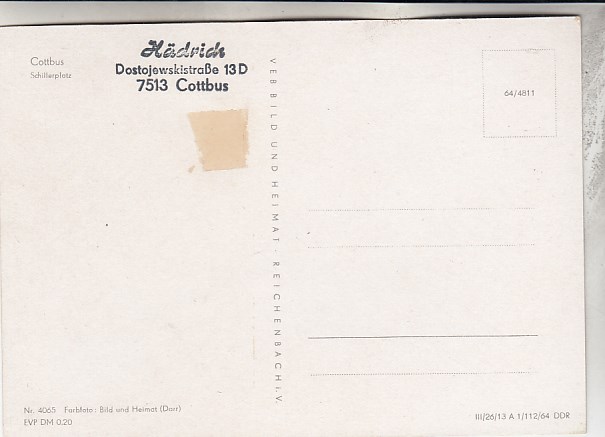 Cottbus
Schillerplatz
Hädrich
Dostojewskistraße 13 D
7513 Cottbus
VEB BILD UND HEIMAT · REICHENBACH i. V.
64/4811
Nr. 4065 Farbfoto: Bild und Heimat (Darr)
EVP DM 0.20
III/26/13 A 1/112/64 DDR